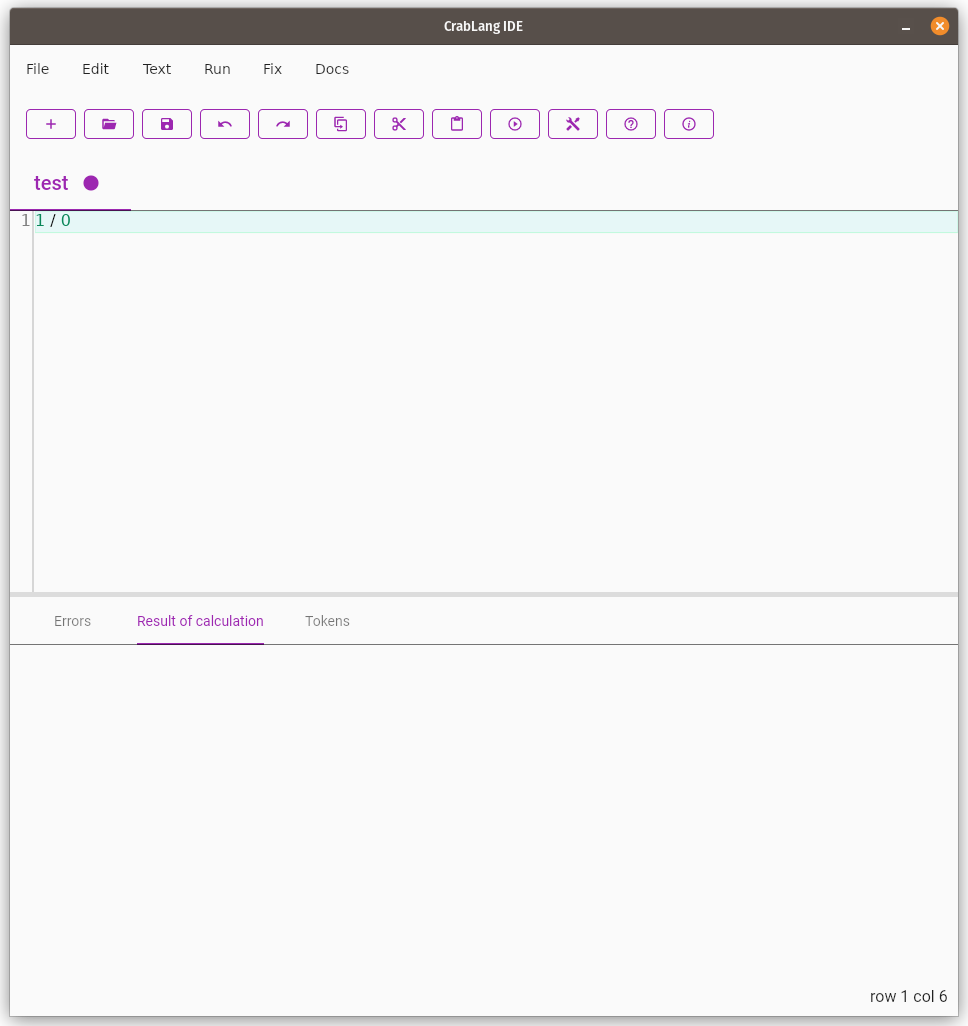 CrabLang IDE
File Edit Text Run Fix Docs
test
1 1 / 0
Errors Result of calculation Tokens
row 1 col 6